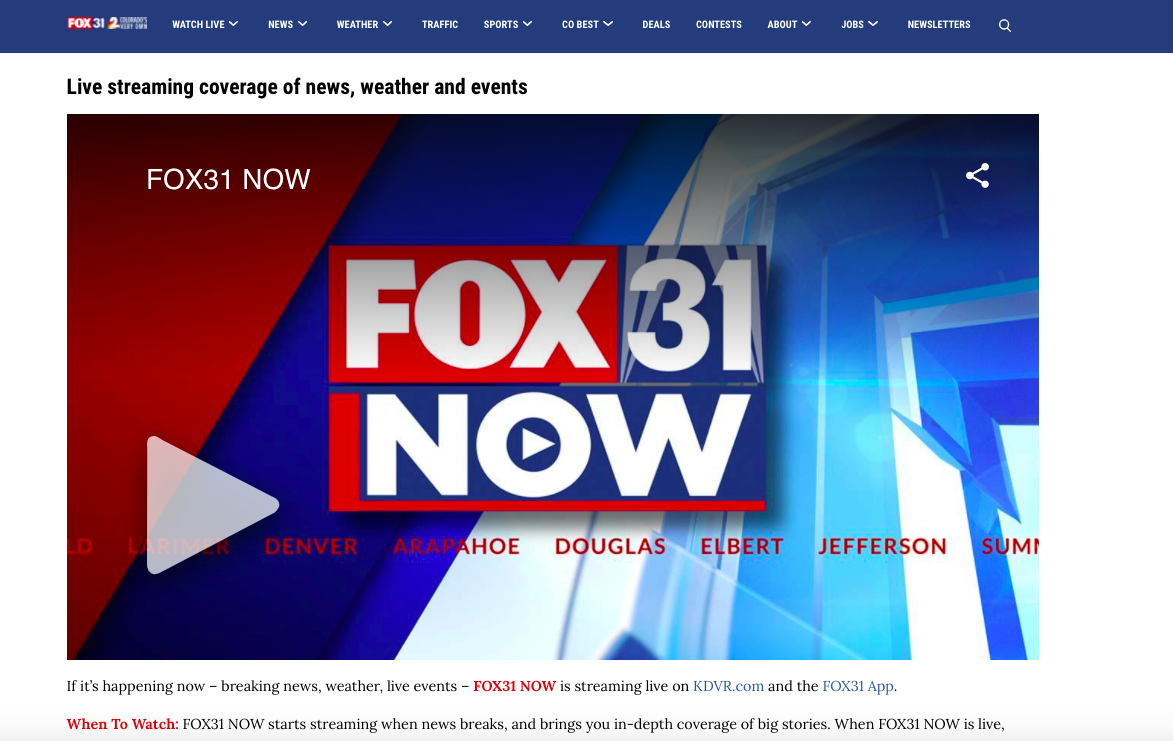 FOX 31 2 COLORADO'S VERY OWN WATCH LIVE NEWS WEATHER TRAFFIC SPORTS CO BEST DEALS CONTESTS ABOUT JOBS NEWSLETTERS
Live streaming coverage of news, weather and events
FOX31 NOW
FOX 31
NOW
LD LARIMER DENVER ARAPAHOE DOUGLAS ELBERT JEFFERSON SUMM
If it's happening now – breaking news, weather, live events – FOX31 NOW is streaming live on KDVR.com and the FOX31 App.
When To Watch: FOX31 NOW starts streaming when news breaks, and brings you in-depth coverage of big stories. When FOX31 NOW is live,